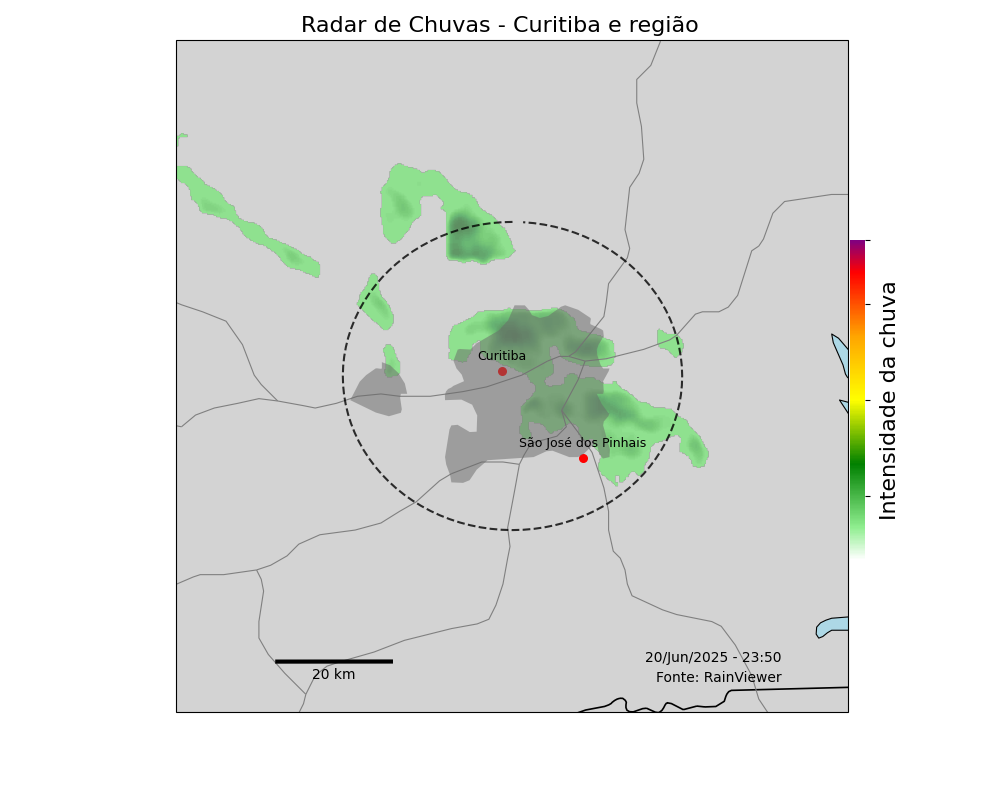 Radar de Chuvas - Curitiba e região
Curitiba
São José dos Pinhais
Intensidade da chuva
20/Jun/2025 - 23:50
20 km
Fonte: RainViewer